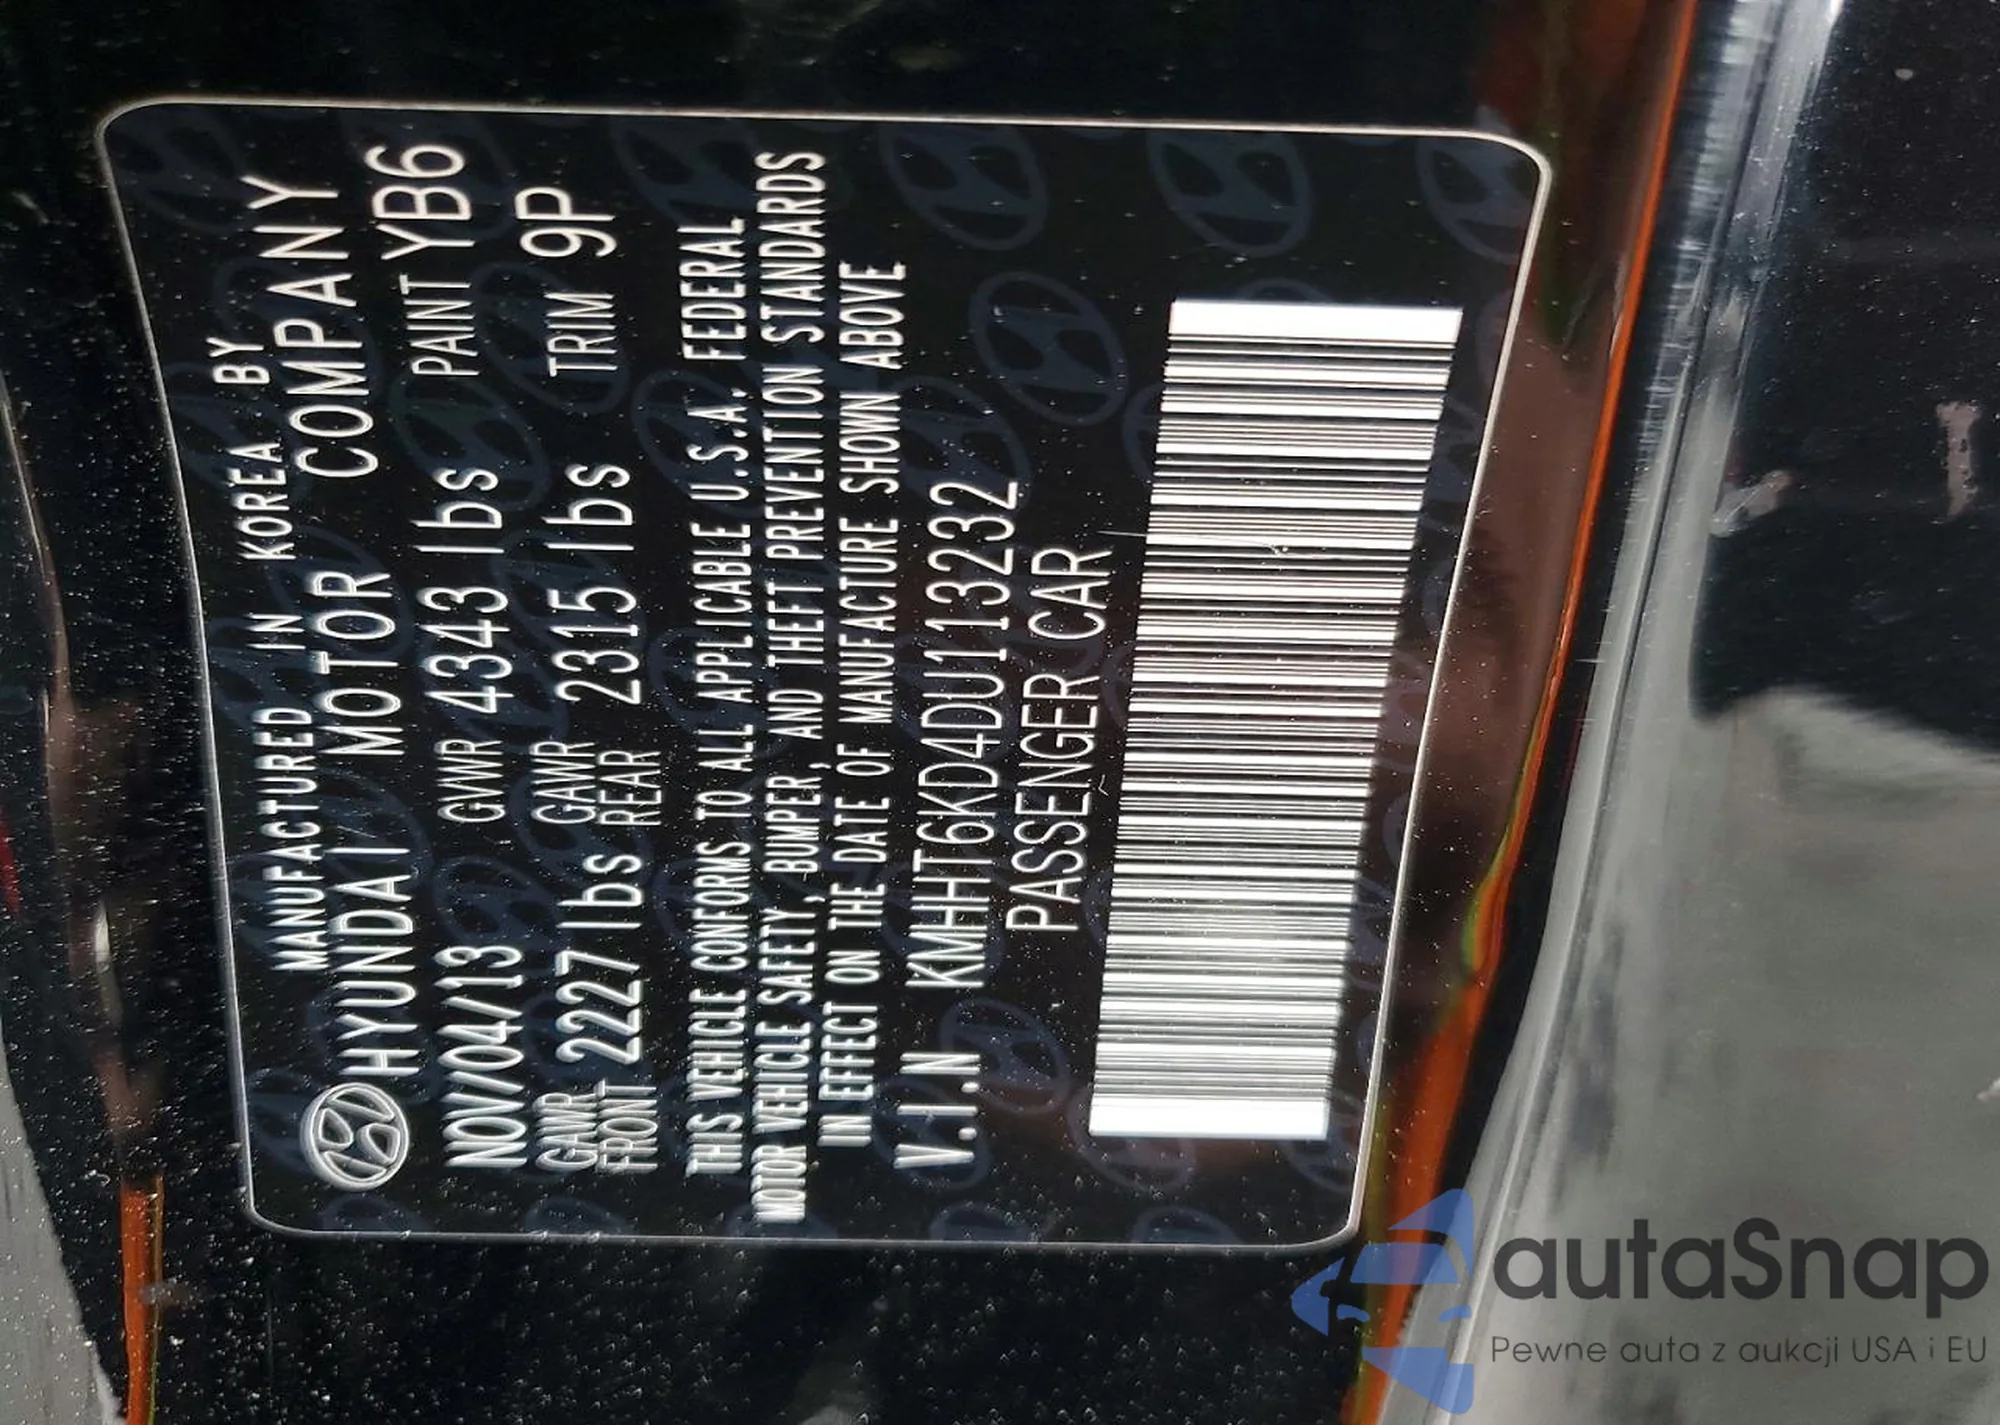 MANUFACTURED IN KOREA BY
HYUNDAI MOTOR COMPANY
NOV/04/13 GVWR 4343 lbs PAINT YB6
GAWR FRONT 2227 lbs GAWR REAR 2315 lbs TRIM 9P
THIS VEHICLE CONFORMS TO ALL APPLICABLE U.S.A. FEDERAL
MOTOR VEHICLE SAFETY, BUMPER, AND THEFT PREVENTION STANDARDS
IN EFFECT ON THE DATE OF MANUFACTURE SHOWN ABOVE
V.I.N KMHHT6KD4DU113232
PASSENGER CAR
autaSnap
Pewne auta z aukcji USA i EU